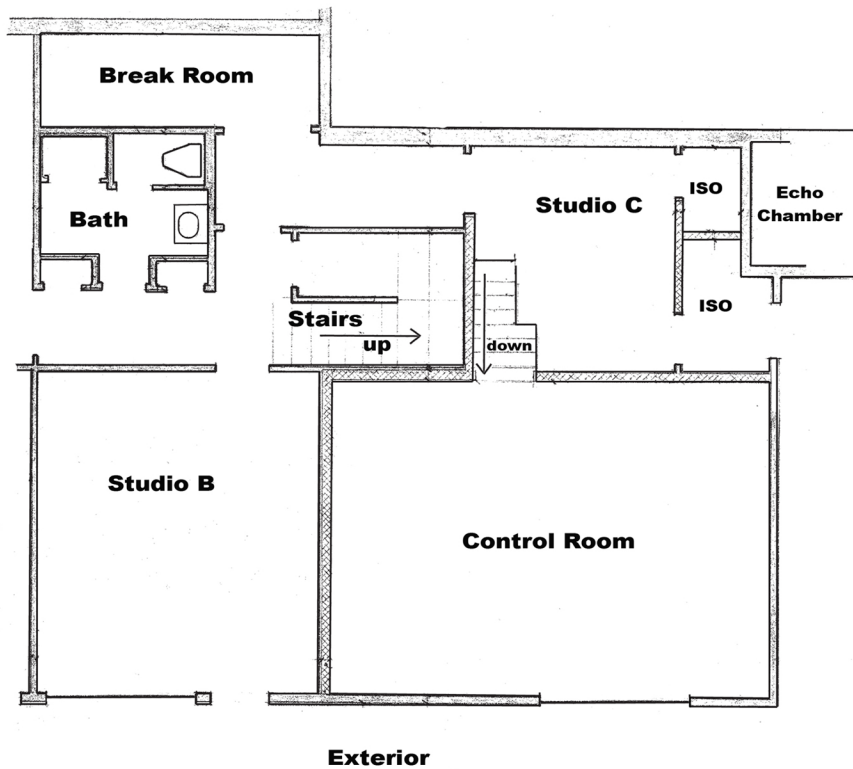 Break Room
ISO
Echo
Chamber
Studio C
Bath
ISO
Stairs
up
down
Studio B
Control Room
Exterior